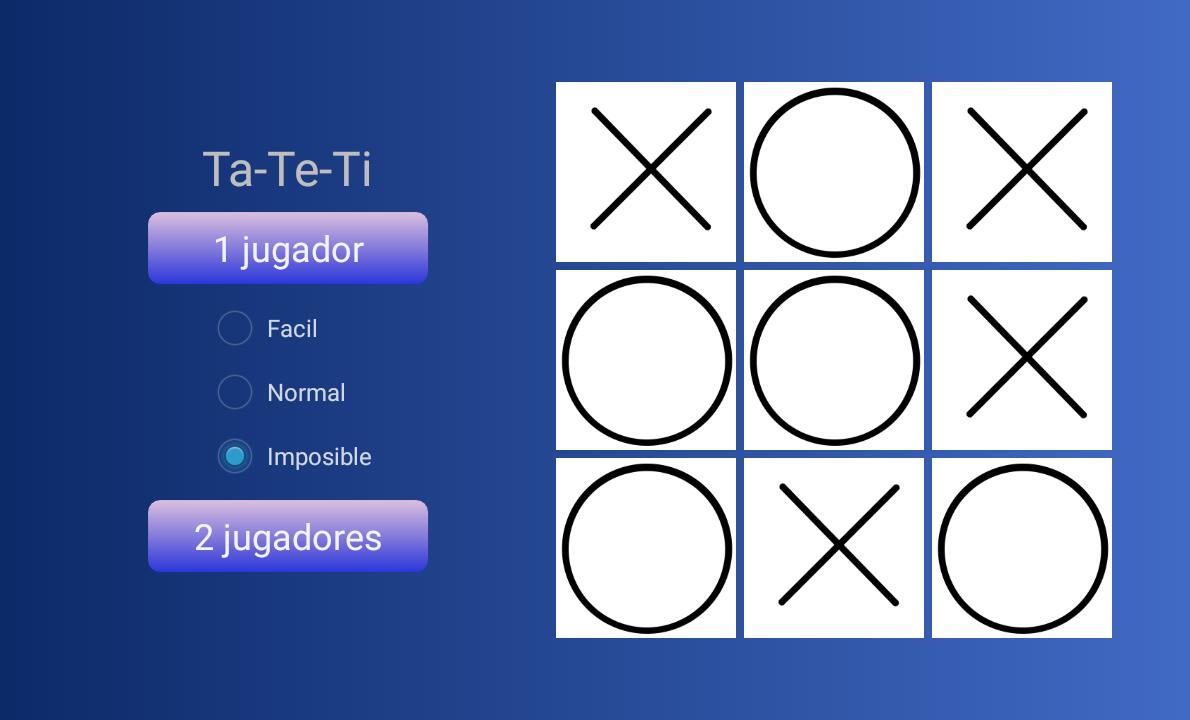 Ta-Te-Ti
1 jugador
Facil
Normal
Imposible
2 jugadores